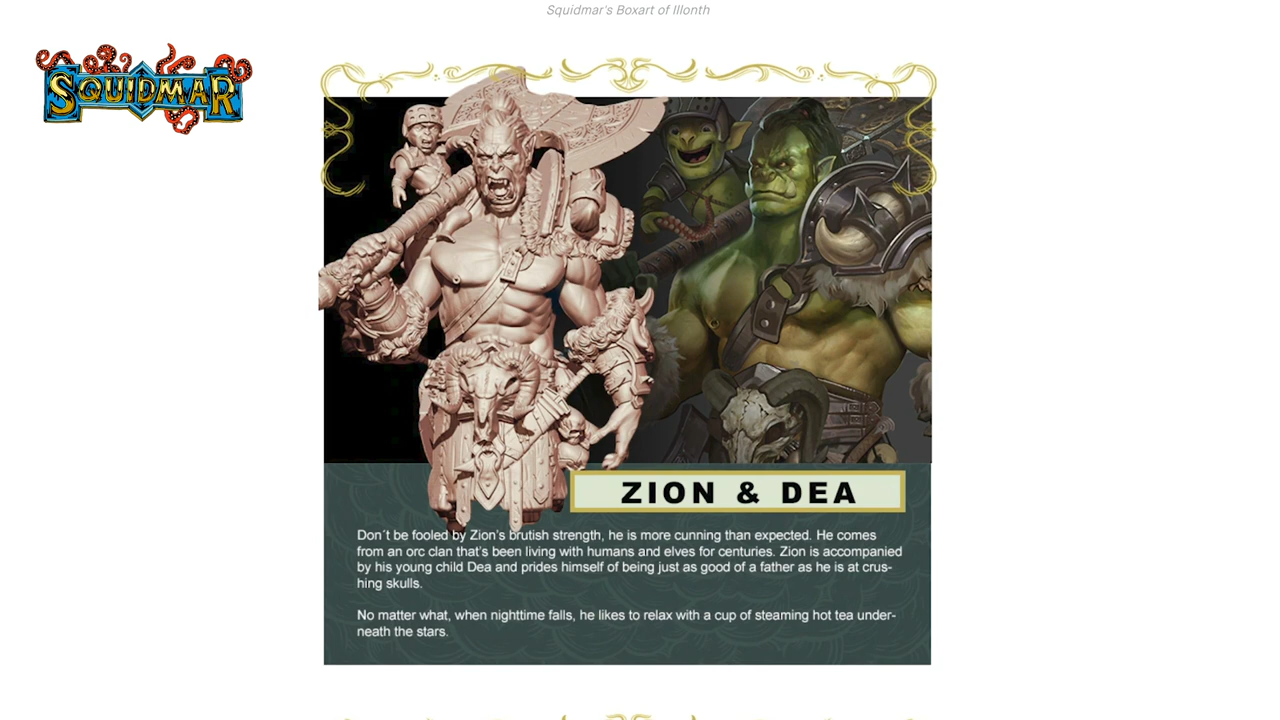 Squidmar's Boxart of Illonth
SQUIDMAR
ZION & DEA
Don´t be fooled by Zion's brutish strength, he is more cunning than expected. He comes
from an orc clan that's been living with humans and elves for centuries. Zion is accompanied
by his young child Dea and prides himself of being just as good of a father as he is at crus-
hing skulls.
No matter what, when nighttime falls, he likes to relax with a cup of steaming hot tea under-
neath the stars.